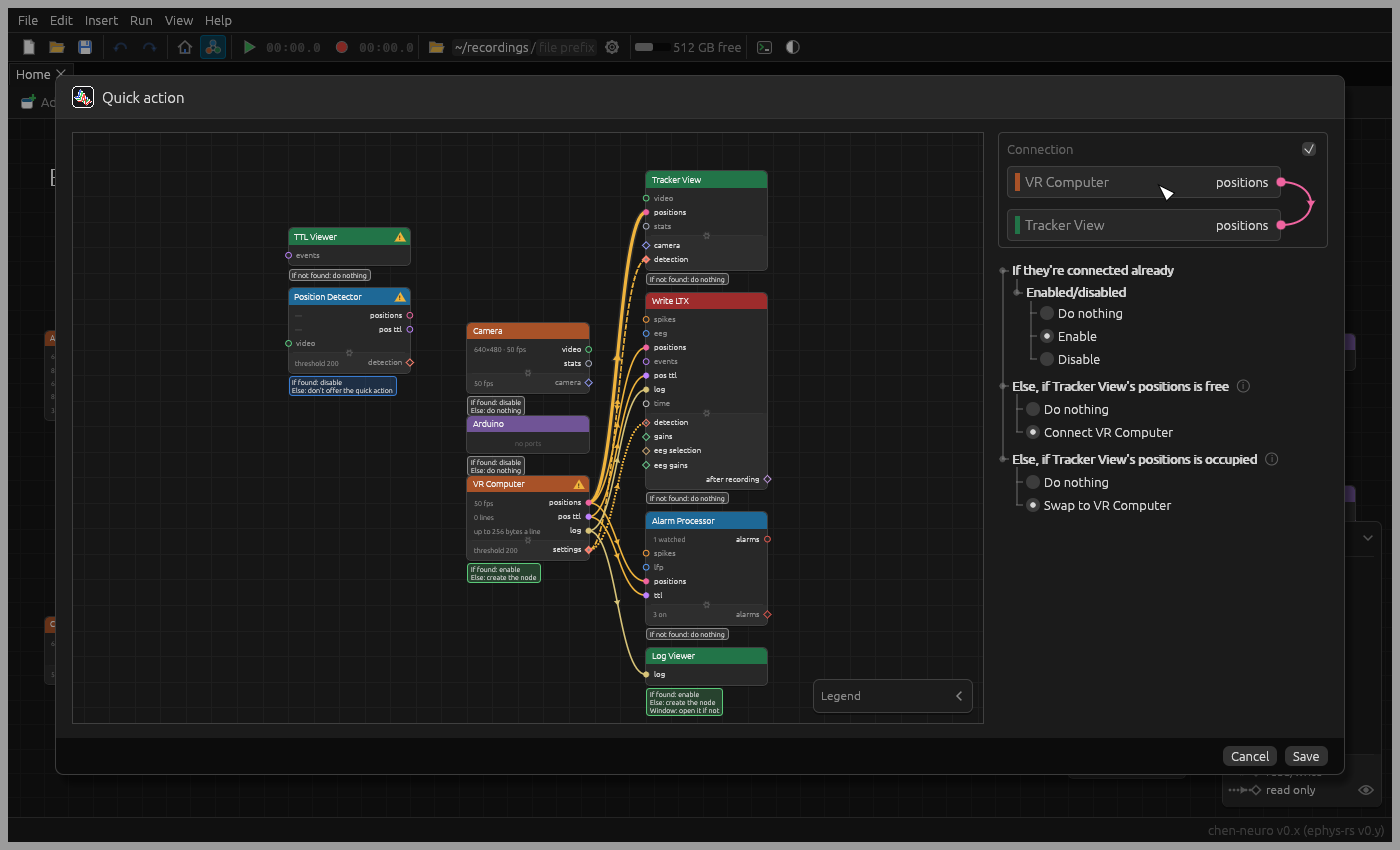 File Edit Insert Run View Help
00:00.0 00:00.0 ~/recordings/file prefix 512 GB free
Home
Quick action
Tracker View
video
positions
stats
camera
detection
If not found: do nothing
TTL Viewer
events
If not found: do nothing
Position Detector
— positions
— pos ttl
video
threshold 200 detection
If found: disable
Else: don't offer the quick action
Camera
640×480 · 50 fps video
stats
50 fps camera
If found: disable
Else: do nothing
Arduino
no ports
If found: disable
Else: do nothing
VR Computer
50 fps positions
0 lines pos ttl
up to 256 bytes a line log
threshold 200 settings
If found: enable
Else: create the node
Write LTX
spikes
eeg
positions
events
pos ttl
log
time
detection
gains
eeg selection
eeg gains
after recording
If not found: do nothing
Alarm Processor
1 watched alarms
spikes
lfp
positions
ttl
3 on alarms
If not found: do nothing
Log Viewer
log
If found: enable
Else: create the node
Window: open it if not
Legend
Connection
VR Computer positions
Tracker View positions
If they're connected already
Enabled/disabled
Do nothing
Enable
Disable
Else, if Tracker View's positions is free
Do nothing
Connect VR Computer
Else, if Tracker View's positions is occupied
Do nothing
Swap to VR Computer
Cancel Save
read only
chen-neuro v0.x (ephys-rs v0.y)